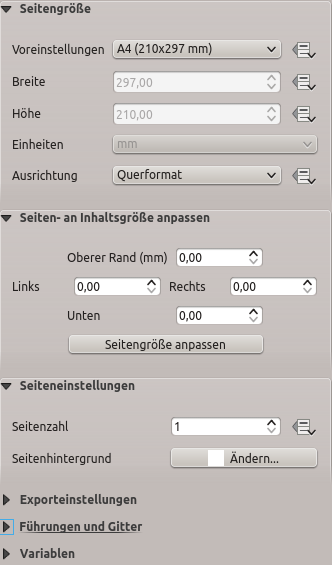 Seitengröße
Voreinstellungen A4 (210x297 mm)
Breite 297,00
Höhe 210,00
Einheiten mm
Ausrichtung Querformat
Seiten- an Inhaltsgröße anpassen
Oberer Rand (mm) 0,00
Links 0,00 Rechts 0,00
Unten 0,00
Seitengröße anpassen
Seiteneinstellungen
Seitenzahl 1
Seitenhintergrund Ändern...
Exporteinstellungen
Führungen und Gitter
Variablen